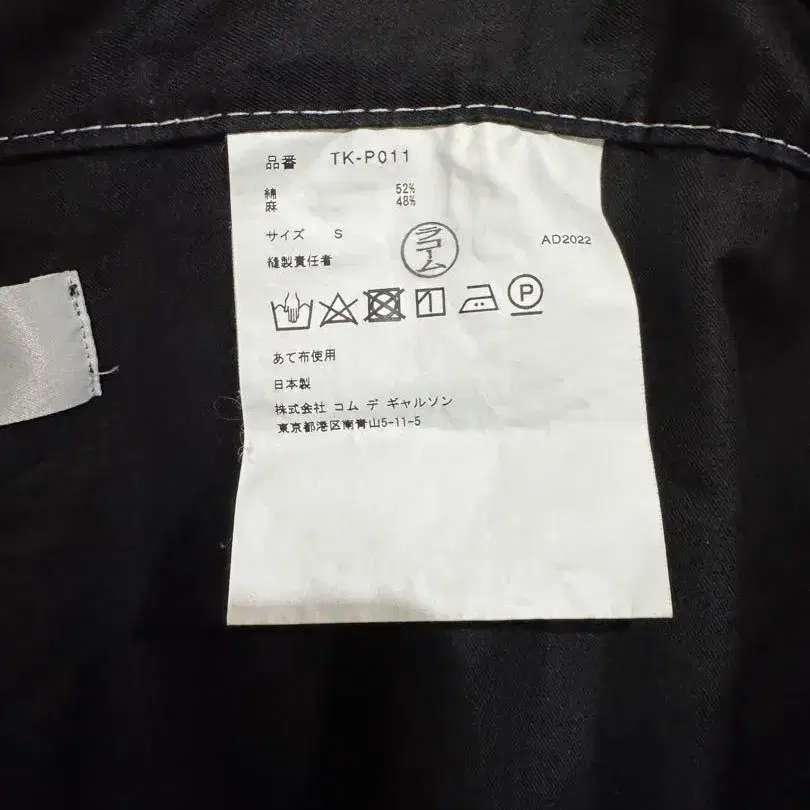 品番 TK-P011
綿 52%
麻 48%
サイズ S
ラコーム
AD2022
縫製責任者
P
あて布使用
日本製
株式会社 コム デ ギャルソン
東京都港区南青山5-11-5